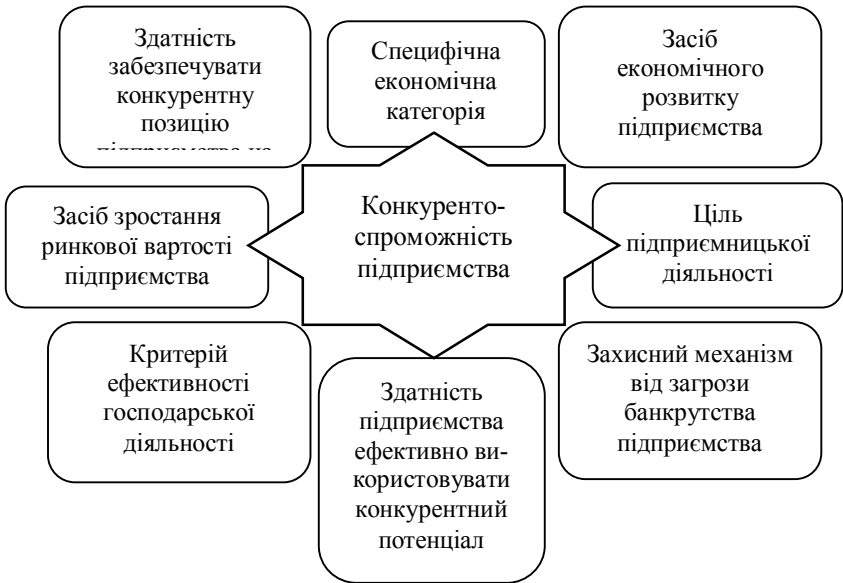 Здатність
забезпечувати
конкурентну
позицію
Специфічна
економічна
категорія
Засіб
економічного
розвитку
підприємства
Засіб зростання
ринкової вартості
підприємства
Конкуренто-
спроможність
підприємства
Ціль
підприємницької
діяльності
Критерій
ефективності
господарської
діяльності
Здатність
підприємства
ефективно ви-
користовувати
конкурентний
потенціал
Захисний механізм
від загрози
банкрутства
підприємства